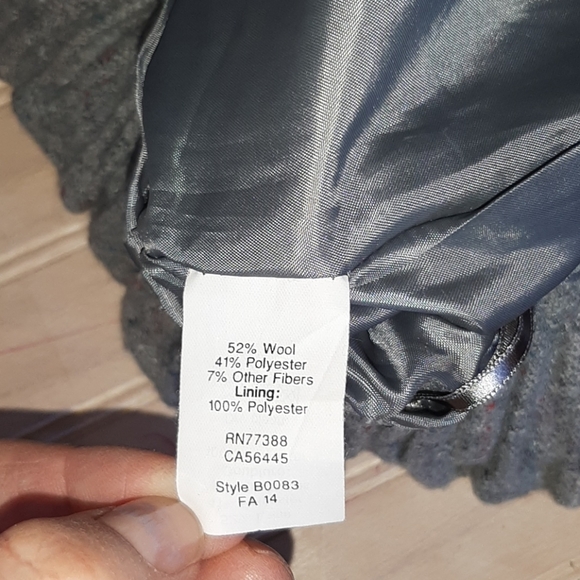 52% Wool
41% Polyester
7% Other Fibers
Lining:
100% Polyester
RN77388
CA56445
Style B0083
FA 14